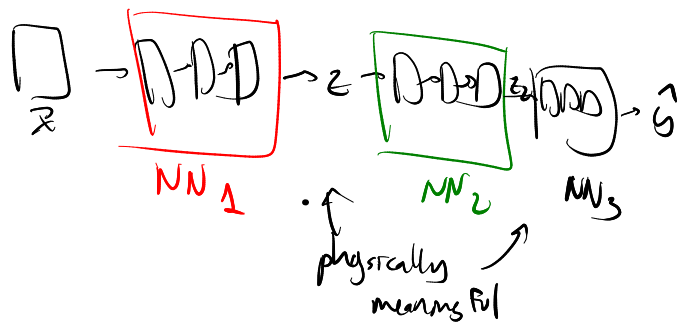 x → → z → z₂ → ŷ
NN₁ NN₂ NN₃
physically
meaningful